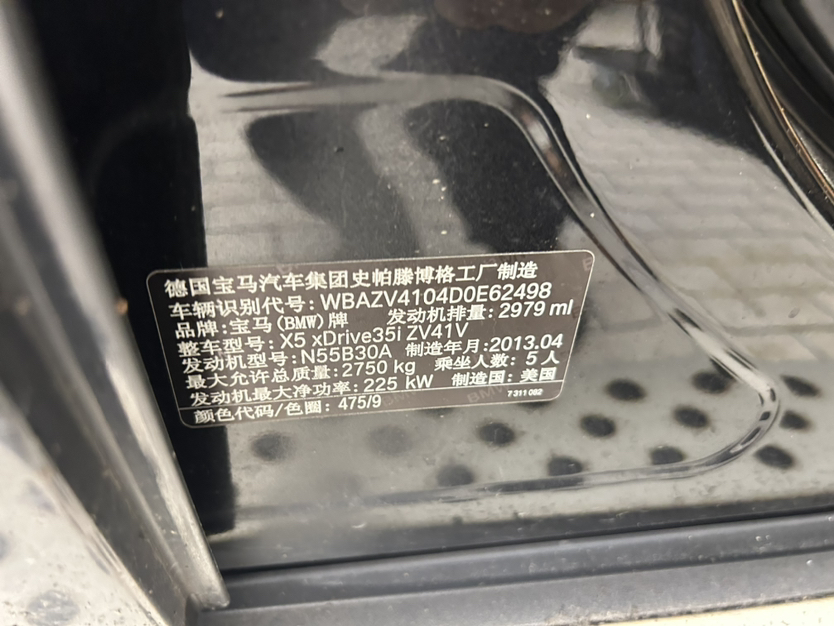 德国宝马汽车集团史帕滕博格工厂制造
车辆识别代号: WBAZV4104D0E62498
品牌: 宝马(BMW)牌 发动机排量: 2979 ml
整车型号: X5 xDrive35i ZV41V
发动机型号: N55B30A 制造年月: 2013.04
最大允许总质量: 2750 kg 乘坐人数: 5 人
发动机最大净功率: 225 kW 制造国: 美国
7 311 052
颜色代码/色圈: 475/9